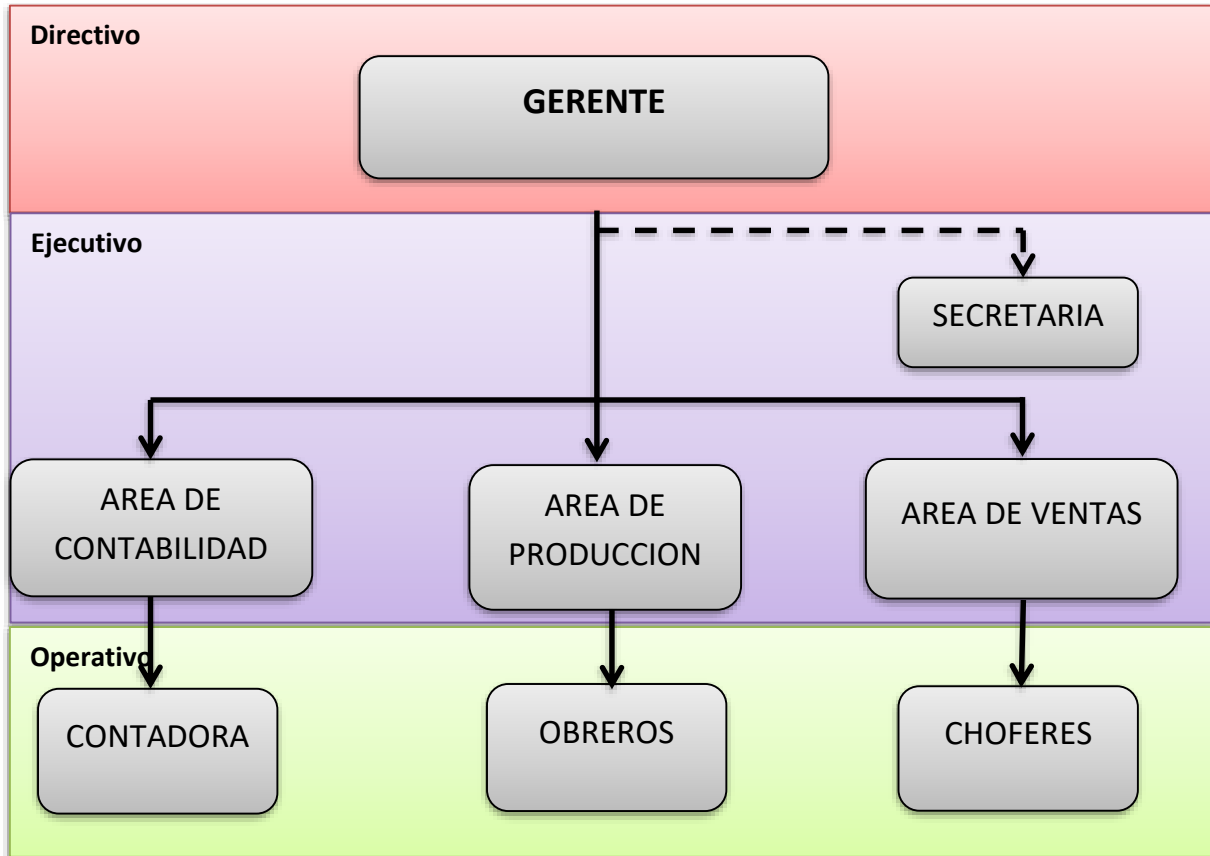 Directivo
GERENTE
Ejecutivo
SECRETARIA
AREA DE
CONTABILIDAD
AREA DE
PRODUCCION
AREA DE VENTAS
Operativo
CONTADORA
OBREROS
CHOFERES